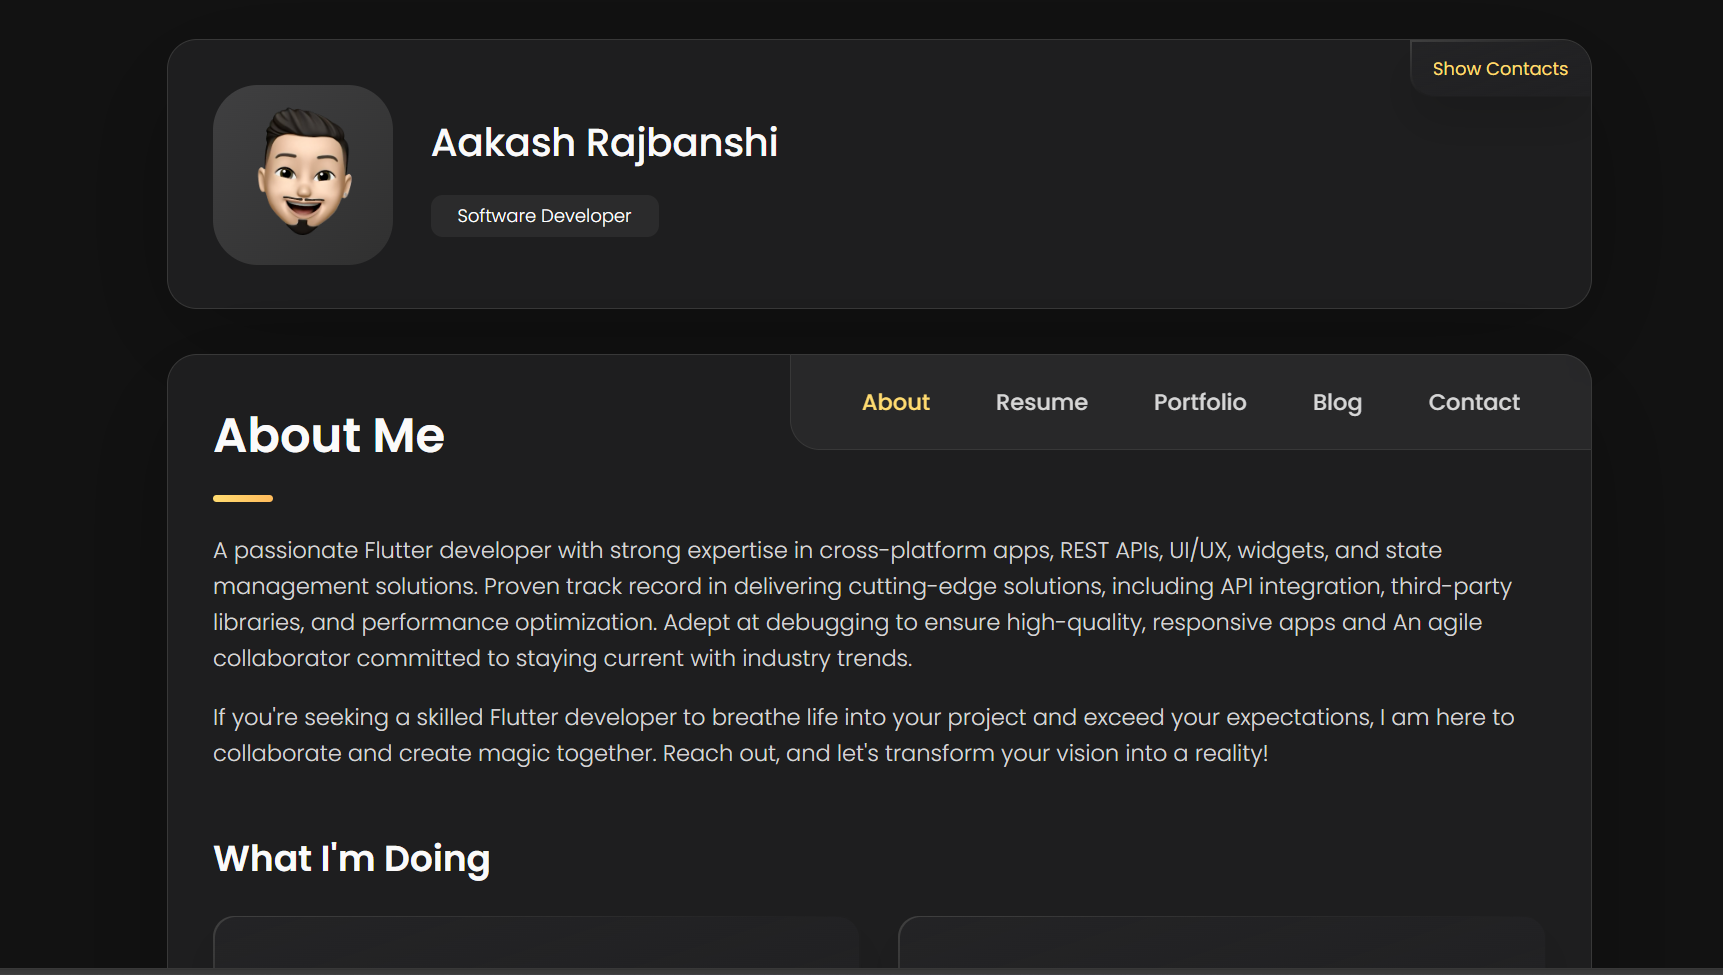 Show Contacts
Aakash Rajbanshi
Software Developer
About Resume Portfolio Blog Contact
About Me
A passionate Flutter developer with strong expertise in cross-platform apps, REST APIs, UI/UX, widgets, and state
management solutions. Proven track record in delivering cutting-edge solutions, including API integration, third-party
libraries, and performance optimization. Adept at debugging to ensure high-quality, responsive apps and An agile
collaborator committed to staying current with industry trends.
If you're seeking a skilled Flutter developer to breathe life into your project and exceed your expectations, I am here to
collaborate and create magic together. Reach out, and let's transform your vision into a reality!
What I'm Doing